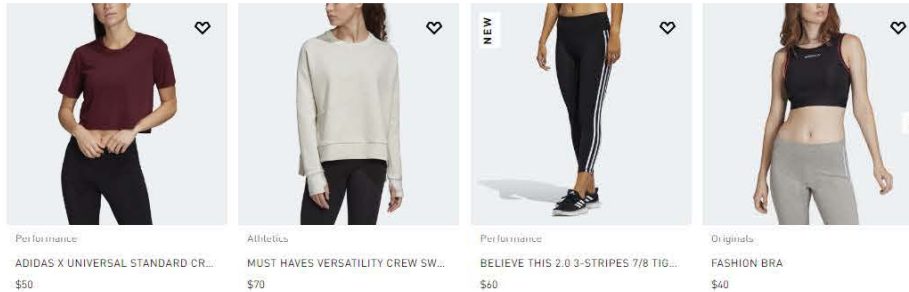 NEW
Performance
ADIDAS X UNIVERSAL STANDARD CR...
$50
Athletics
MUST HAVES VERSATILITY CREW SW...
$70
Performance
BELIEVE THIS 2.0 3-STRIPES 7/8 TIG...
$60
Originals
FASHION BRA
$40